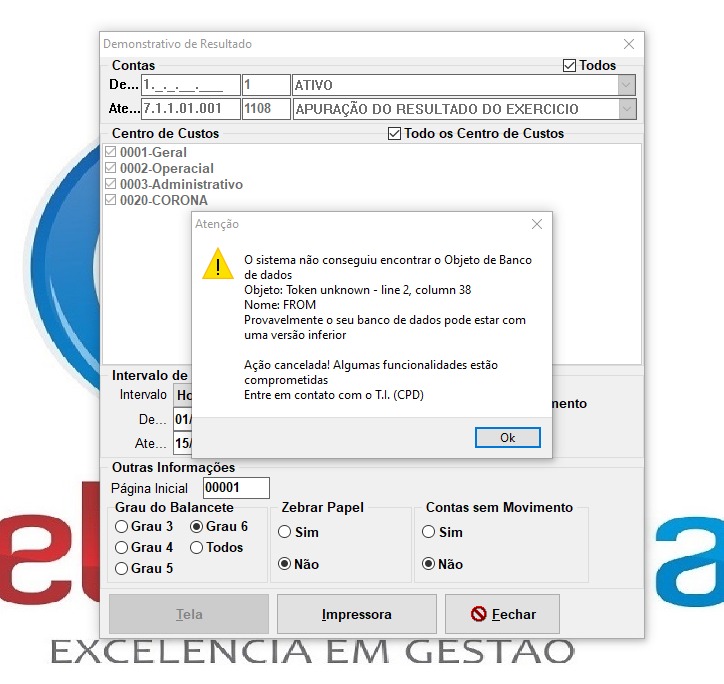 Demonstrativo de Resultado
Contas
Todos
De... 1._._.__.___ 1 ATIVO
Ate... 7.1.1.01.001 1108 APURAÇÃO DO RESULTADO DO EXERCICIO
Centro de Custos
Todo os Centro de Custos
0001-Geral
0002-Operacial
0003-Administrativo
0020-CORONA
Atenção
O sistema não conseguiu encontrar o Objeto de Banco
de dados
Objeto: Token unknown - line 2, column 38
Nome: FROM
Provavelmente o seu banco de dados pode estar com
uma versão inferior
Ação cancelada! Algumas funcionalidades estão
comprometidas
Entre em contato com o T.I. (CPD)
Ok
Intervalo de
Intervalo
De... 01/
Ate... 15/
Outras Informações
Página Inicial 00001
Grau do Balancete
Grau 3 Grau 6
Grau 4 Todos
Grau 5
Zebrar Papel
Sim
Não
Contas sem Movimento
Sim
Não
Tela Impressora Fechar
EXCELÊNCIA EM GESTÃO